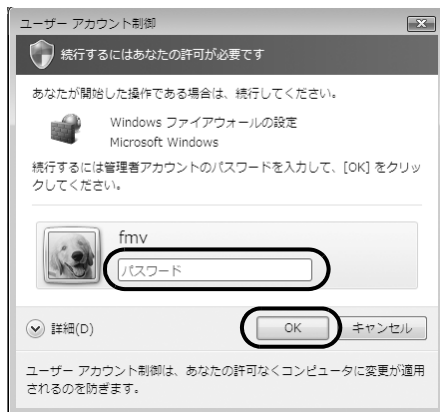 ユーザー アカウント制御
続行するにはあなたの許可が必要です
あなたが開始した操作である場合は、続行してください。
Windows ファイアウォールの設定
Microsoft Windows
続行するには管理者アカウントのパスワードを入力して、[OK] をクリッ
クしてください。
fmv
パスワード
詳細(D)
OK
キャンセル
ユーザー アカウント制御は、あなたの許可なくコンピュータに変更が適用
されるのを防ぎます。